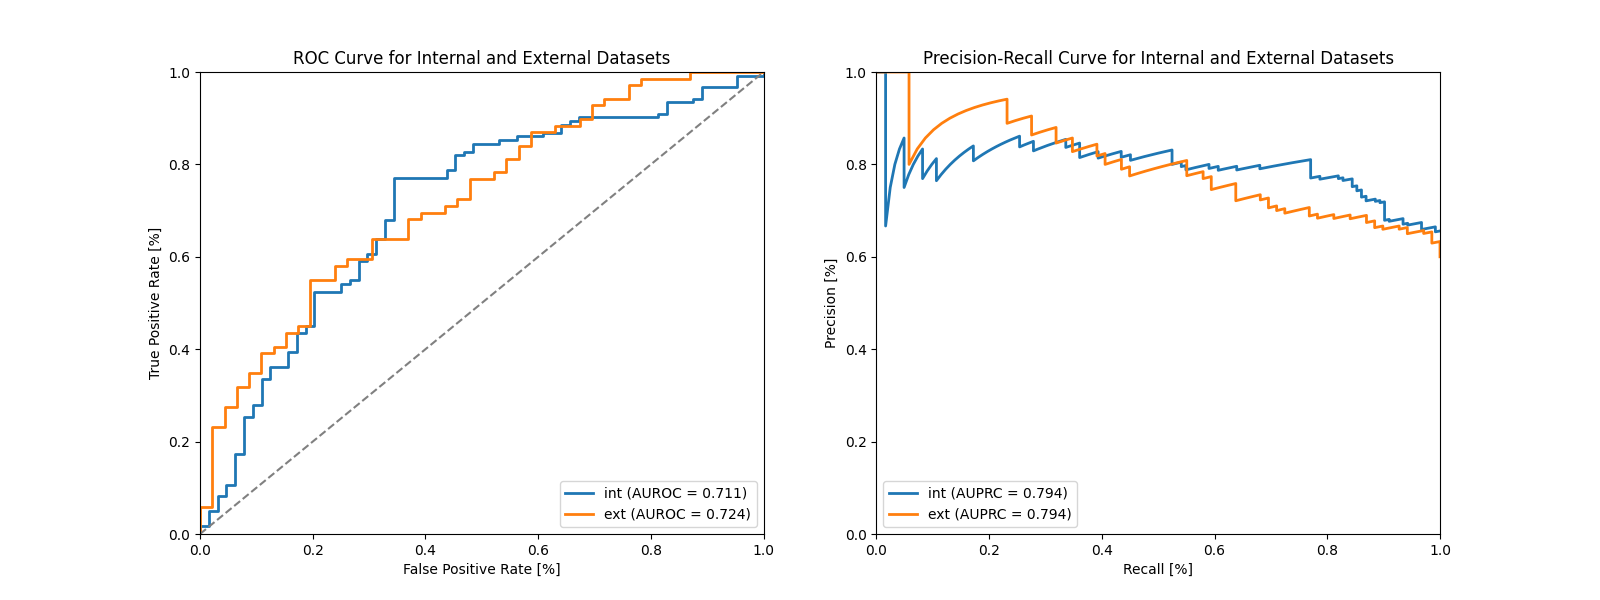 ROC Curve for Internal and External Datasets
True Positive Rate [%]
1.0
0.8
0.6
0.4
0.2
0.0
int (AUROC = 0.711)
ext (AUROC = 0.724)
0.0 0.2 0.4 0.6 0.8 1.0
False Positive Rate [%]
Precision-Recall Curve for Internal and External Datasets
Precision [%]
1.0
0.8
0.6
0.4
0.2
0.0
int (AUPRC = 0.794)
ext (AUPRC = 0.794)
0.0 0.2 0.4 0.6 0.8 1.0
Recall [%]